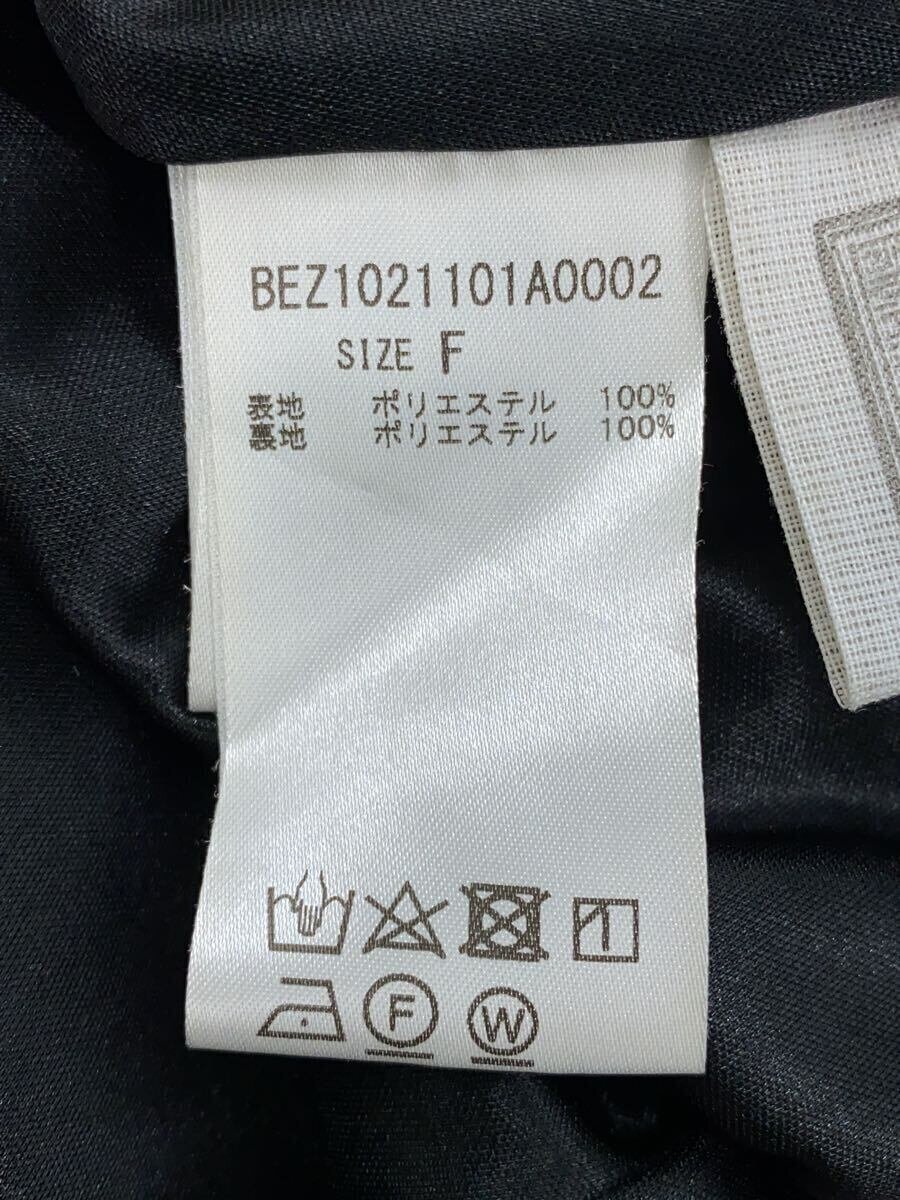 BEZ1021101A0002
SIZE F
表地 ポリエステル 100%
裏地 ポリエステル 100%
F W